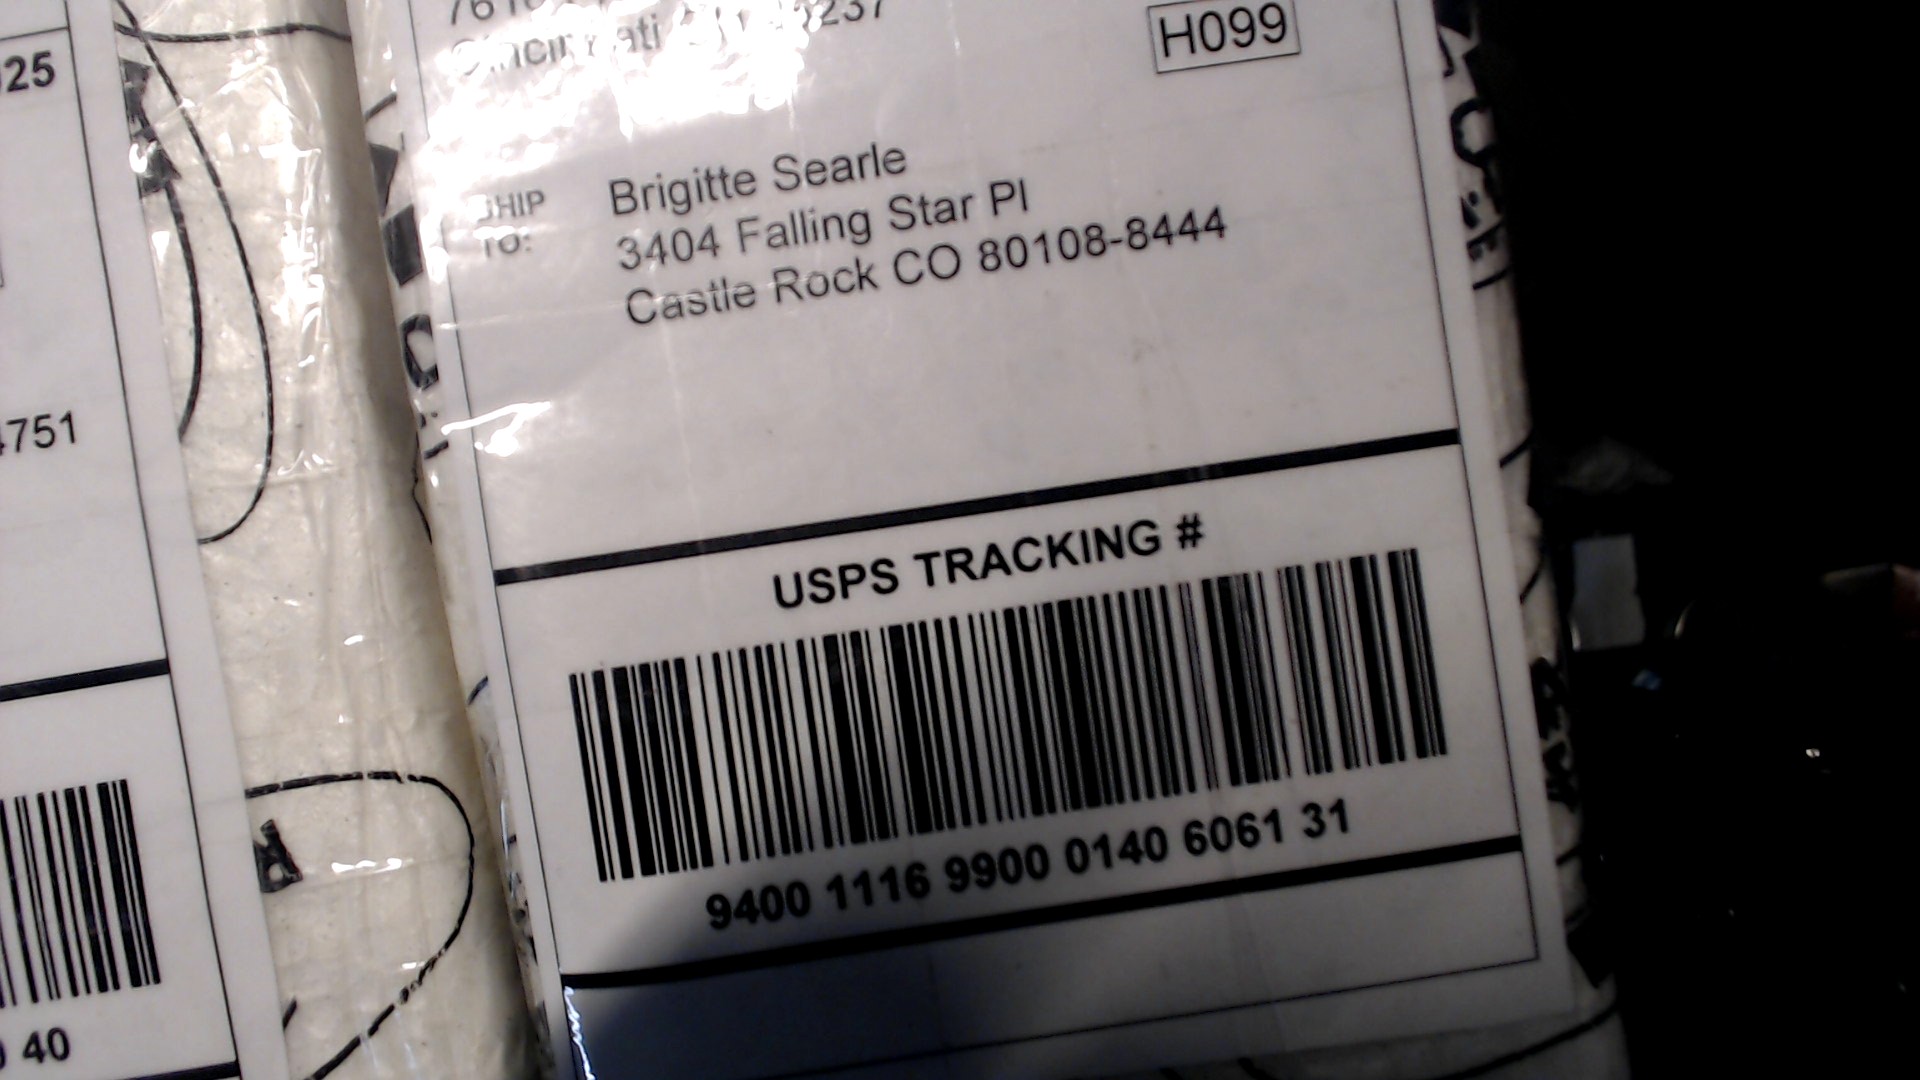 025
4751
40
H099
SHIP
TO:
Brigitte Searle
3404 Falling Star Pl
Castle Rock CO 80108-8444
USPS TRACKING #
9400 1116 9900 0140 6061 31